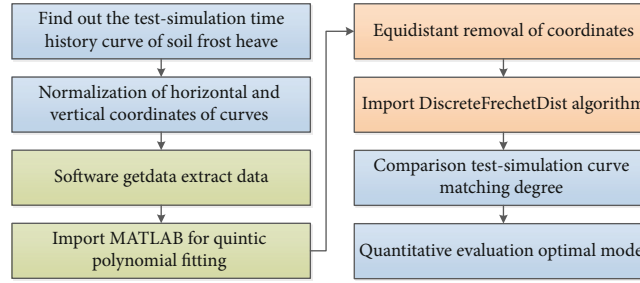 Find out the test-simulation time
history curve of soil frost heave
Normalization of horizontal and
vertical coordinates of curves
Software getdata extract data
Import MATLAB for quintic
polynomial fitting
Equidistant removal of coordinates
Import DiscreteFrechetDist algorithm
Comparison test-simulation curve
matching degree
Quantitative evaluation optimal mode